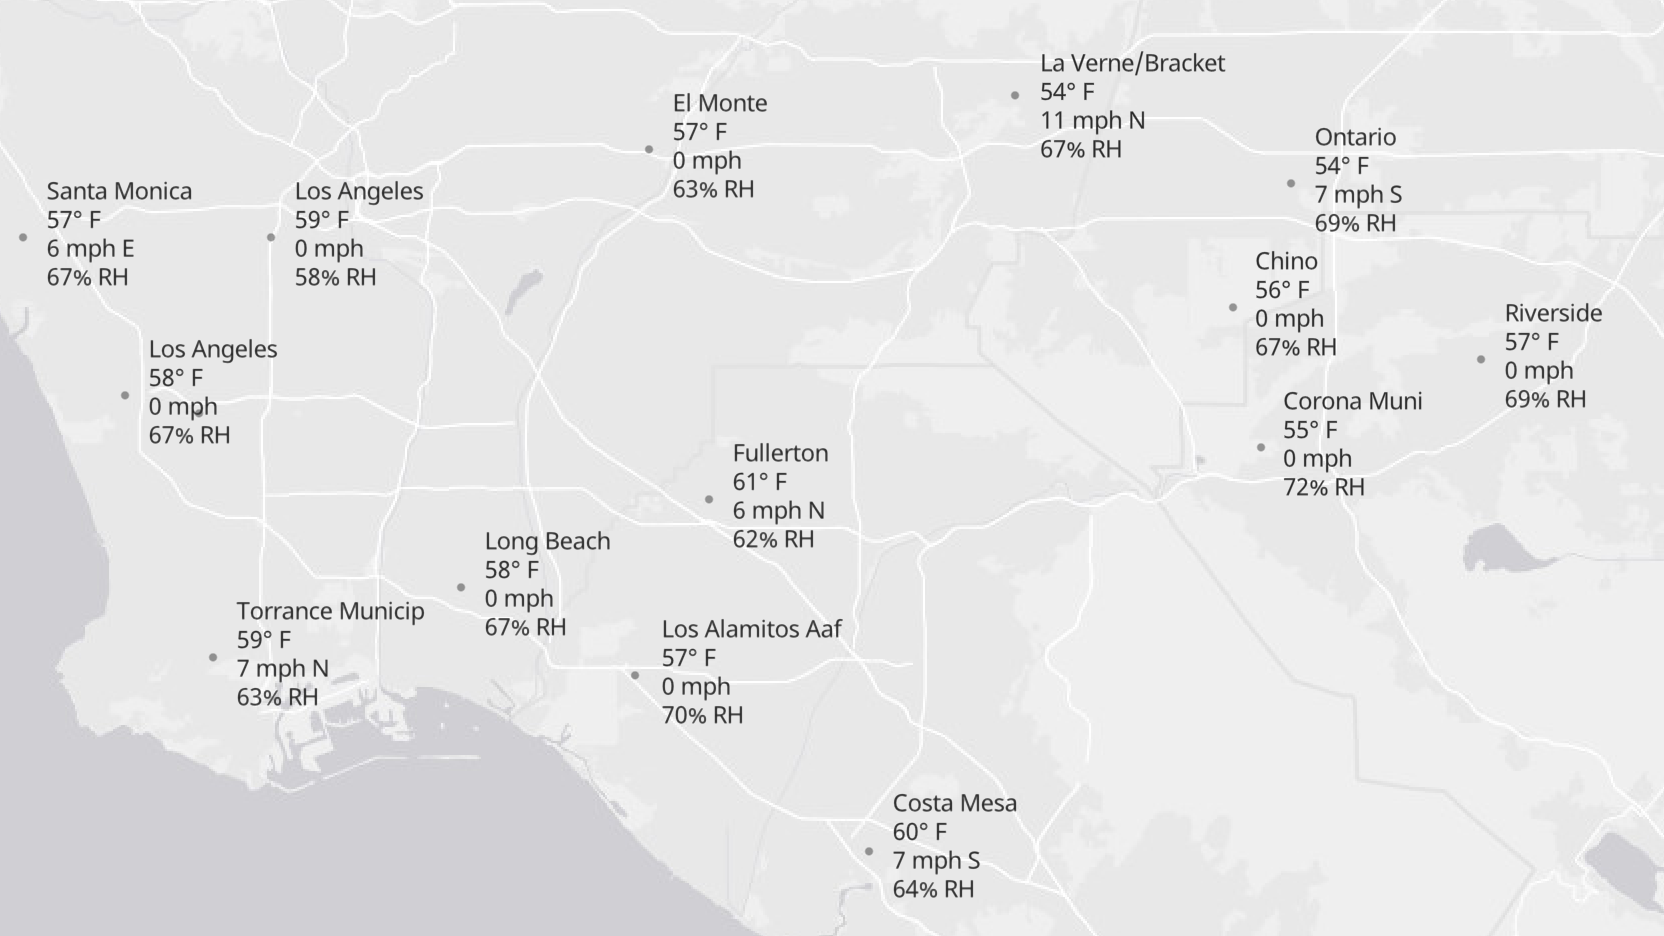 La Verne/Bracket
54° F
11 mph N
67% RH
El Monte
57° F
0 mph
63% RH
Ontario
54° F
7 mph S
69% RH
Santa Monica
57° F
6 mph E
67% RH
Los Angeles
59° F
0 mph
58% RH
Chino
56° F
0 mph
67% RH
Riverside
57° F
0 mph
69% RH
Los Angeles
58° F
0 mph
67% RH
Corona Muni
55° F
0 mph
72% RH
Fullerton
61° F
6 mph N
62% RH
Long Beach
58° F
0 mph
67% RH
Torrance Municip
59° F
7 mph N
63% RH
Los Alamitos Aaf
57° F
0 mph
70% RH
Costa Mesa
60° F
7 mph S
64% RH